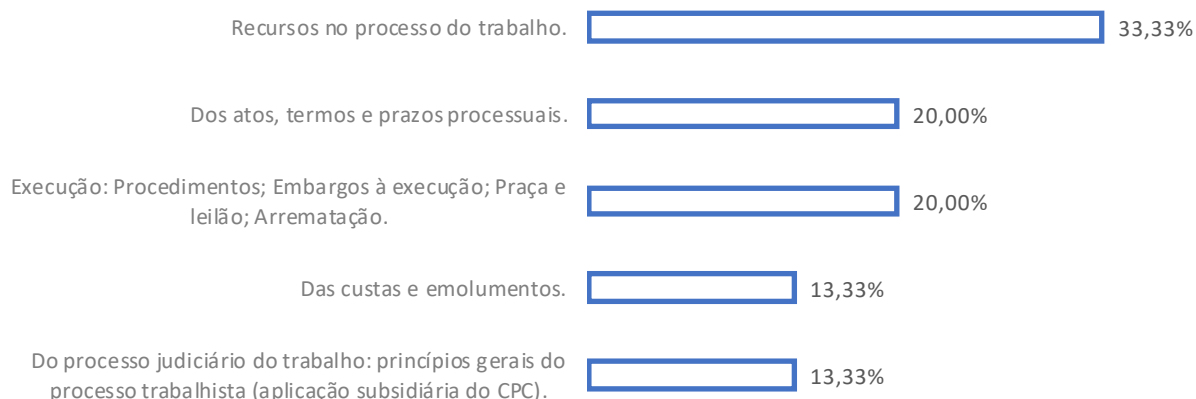 Recursos no processo do trabalho.
33,33%
Dos atos, termos e prazos processuais.
20,00%
Execução: Procedimentos; Embargos à execução; Praça e
leilão; Arrematação.
20,00%
Das custas e emolumentos.
13,33%
Do processo judiciário do trabalho: princípios gerais do
processo trabalhista (aplicação subsidiária do CPC).
13,33%